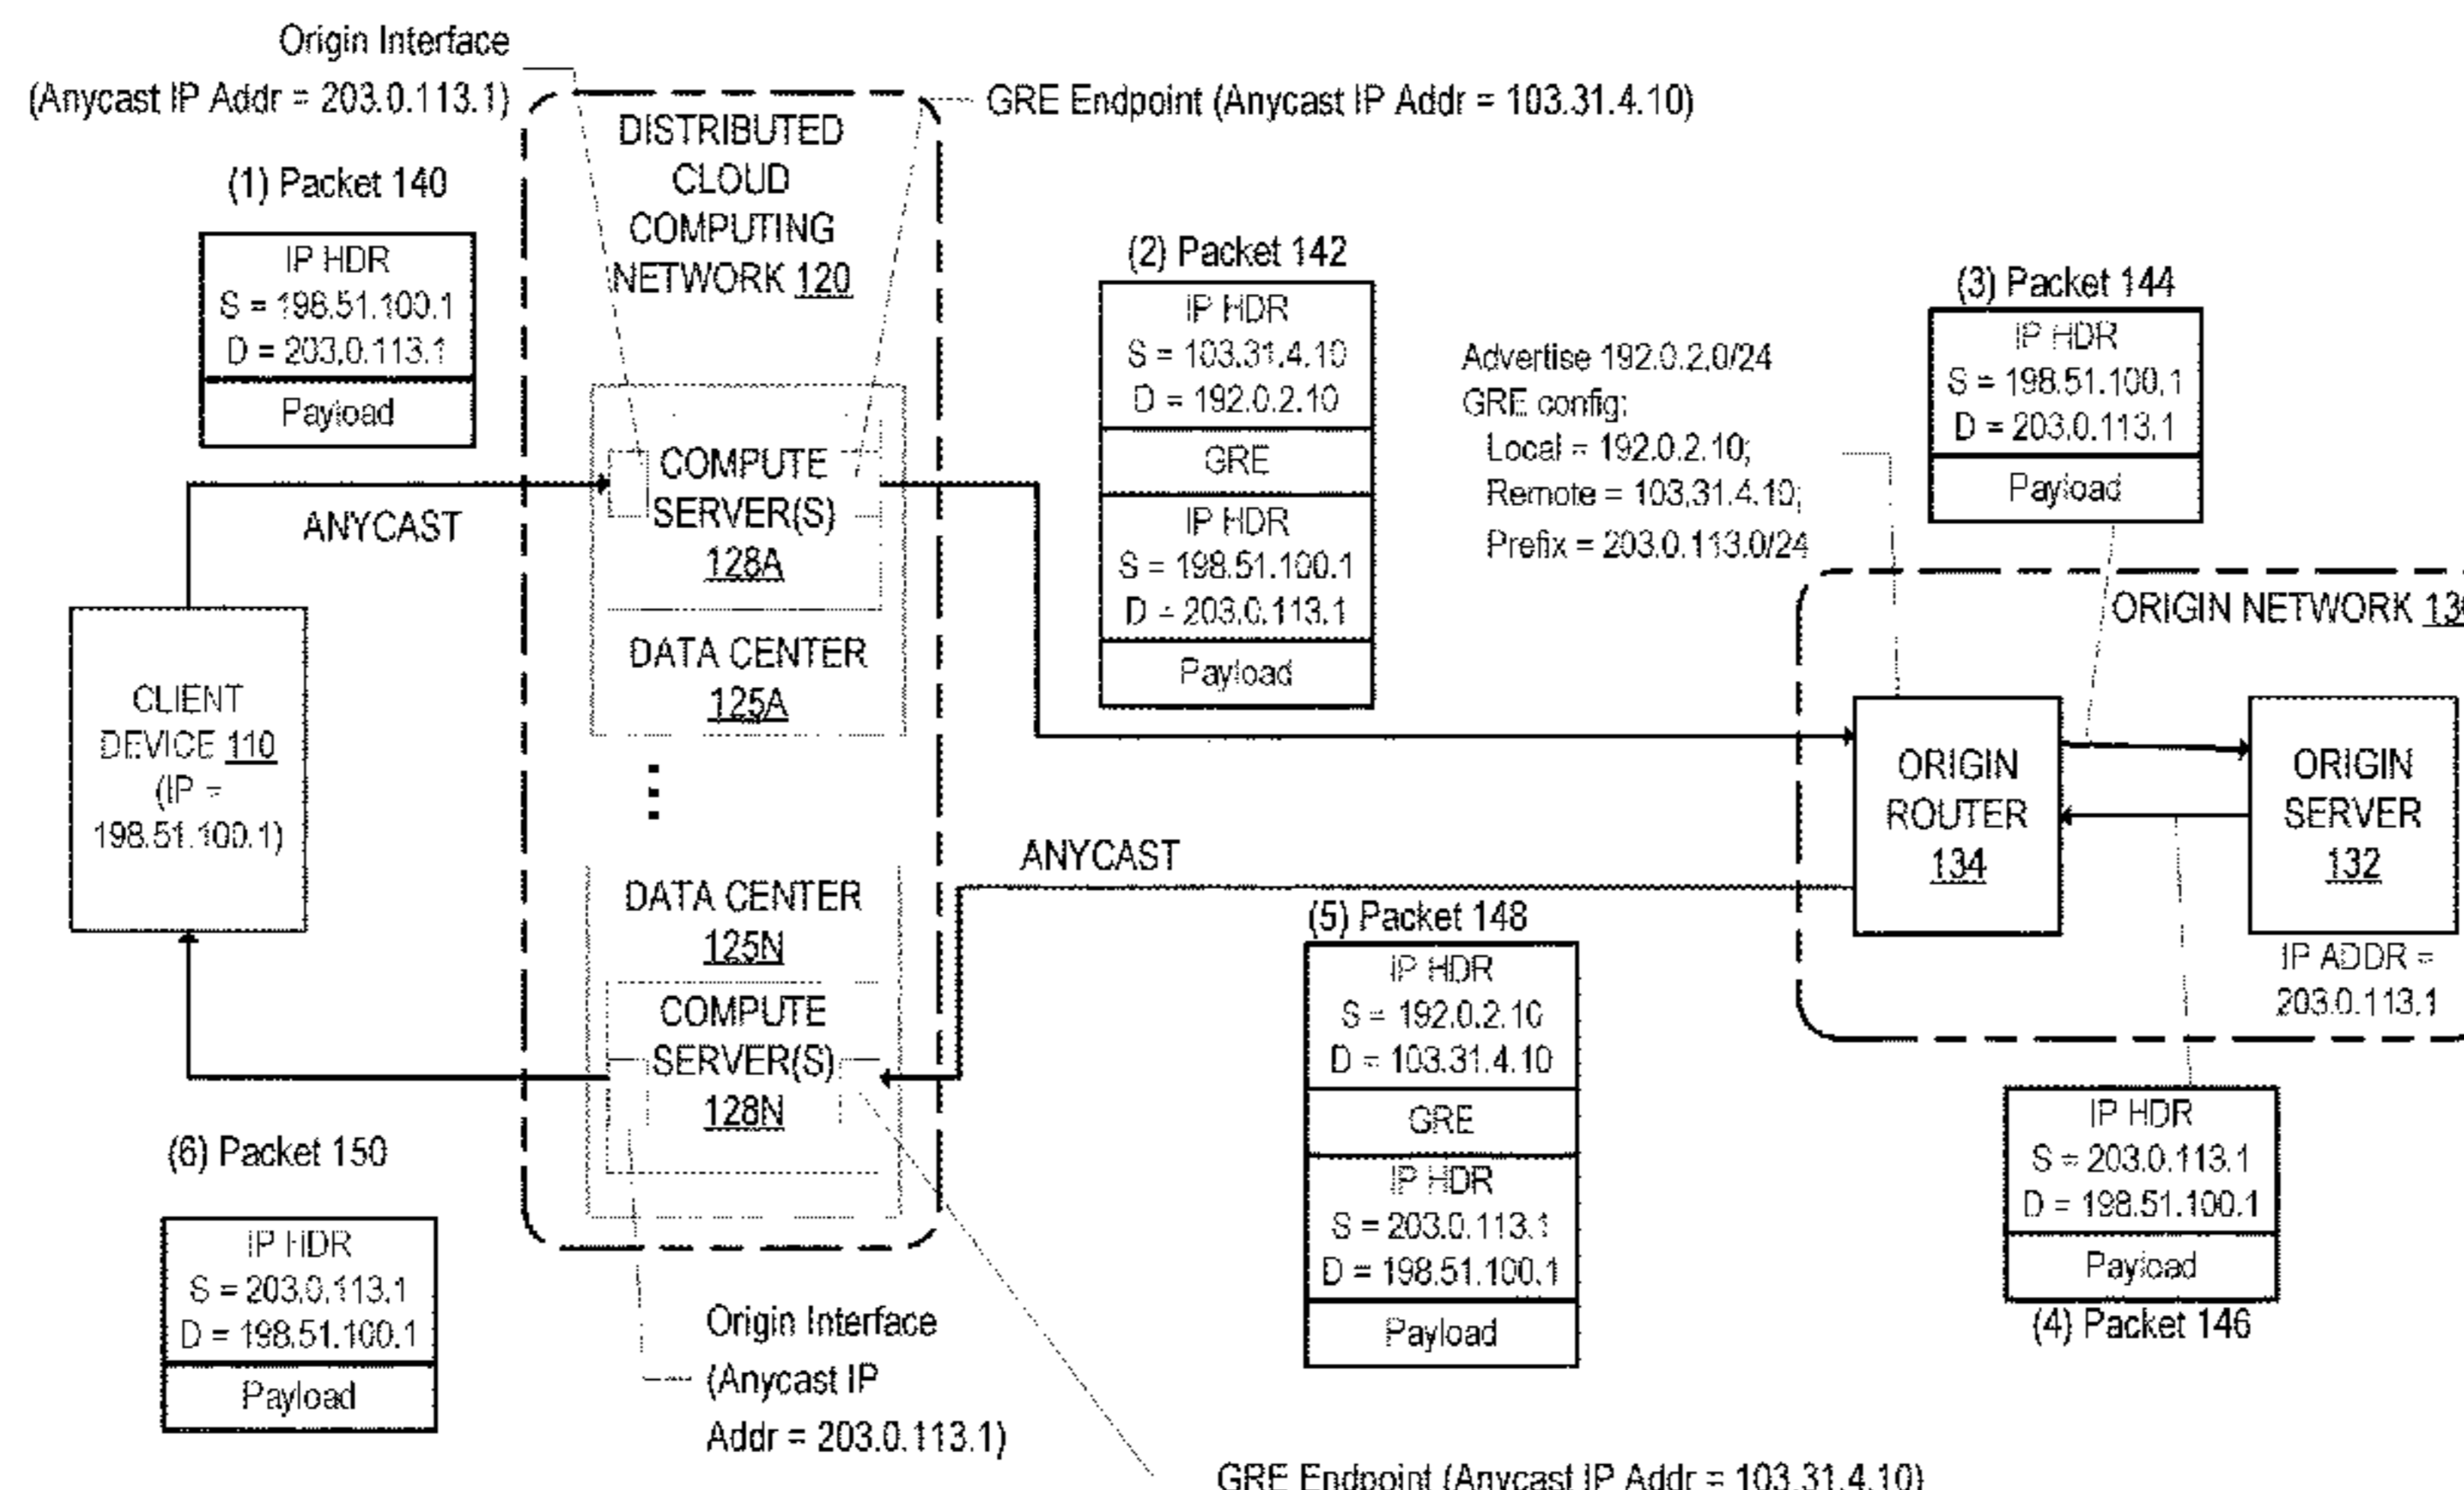 Origin Interface
(Anycast IP Addr = 203.0.113.1)
GRE Endpoint (Anycast IP Addr = 103.31.4.10)
DISTRIBUTED
CLOUD
COMPUTING
NETWORK 120
(1) Packet 140
IP HDR
S = 198.51.100.1
D = 203.0.113.1
Payload
ANYCAST
COMPUTE
SERVER(S)
128A
DATA CENTER
125A
(2) Packet 142
IP HDR
S = 103.31.4.10
D = 192.0.2.10
GRE
IP HDR
S = 198.51.100.1
D = 203.0.113.1
Payload
Advertise 192.0.2.0/24
GRE config:
Local = 192.0.2.10;
Remote = 103.31.4.10;
Prefix = 203.0.113.0/24
(3) Packet 144
IP HDR
S = 198.51.100.1
D = 203.0.113.1
Payload
ORIGIN NETWORK
CLIENT
DEVICE 110
(IP =
198.51.100.1)
ORIGIN
ROUTER
134
ORIGIN
SERVER
132
IP ADDR =
203.0.113.1
ANYCAST
DATA CENTER
125N
COMPUTE
SERVER(S)
128N
(5) Packet 148
IP HDR
S = 192.0.2.10
D = 103.31.4.10
GRE
IP HDR
S = 203.0.113.1
D = 198.51.100.1
Payload
IP HDR
S = 203.0.113.1
D = 198.51.100.1
Payload
(4) Packet 146
(6) Packet 150
IP HDR
S = 203.0.113.1
D = 198.51.100.1
Payload
Origin Interface
(Anycast IP
Addr = 203.0.113.1)
GRE Endpoint (Anycast IP Addr = 103.31.4.10)